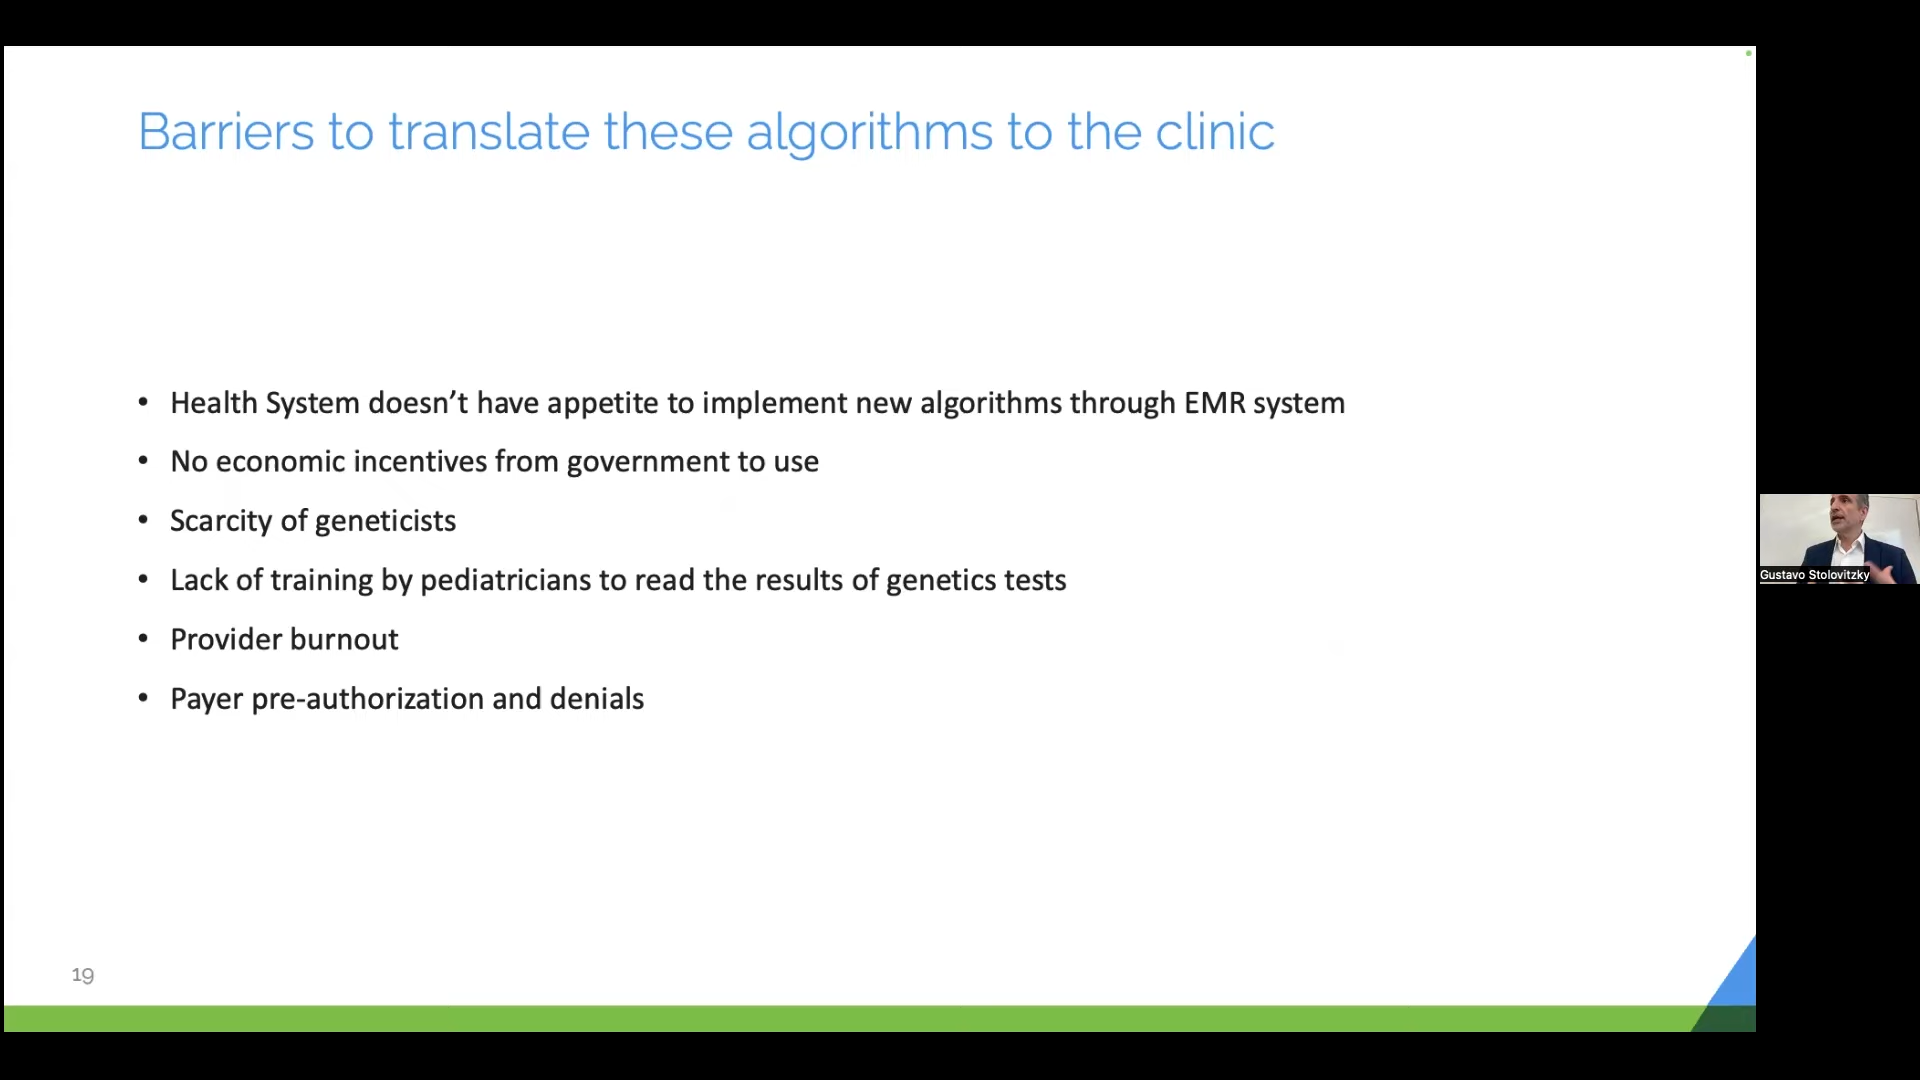 Barriers to translate these algorithms to the clinic
• Health System doesn’t have appetite to implement new algorithms through EMR system
• No economic incentives from government to use
• Scarcity of geneticists
• Lack of training by pediatricians to read the results of genetics tests
• Provider burnout
• Payer pre-authorization and denials
Gustavo Stolovitzky
19